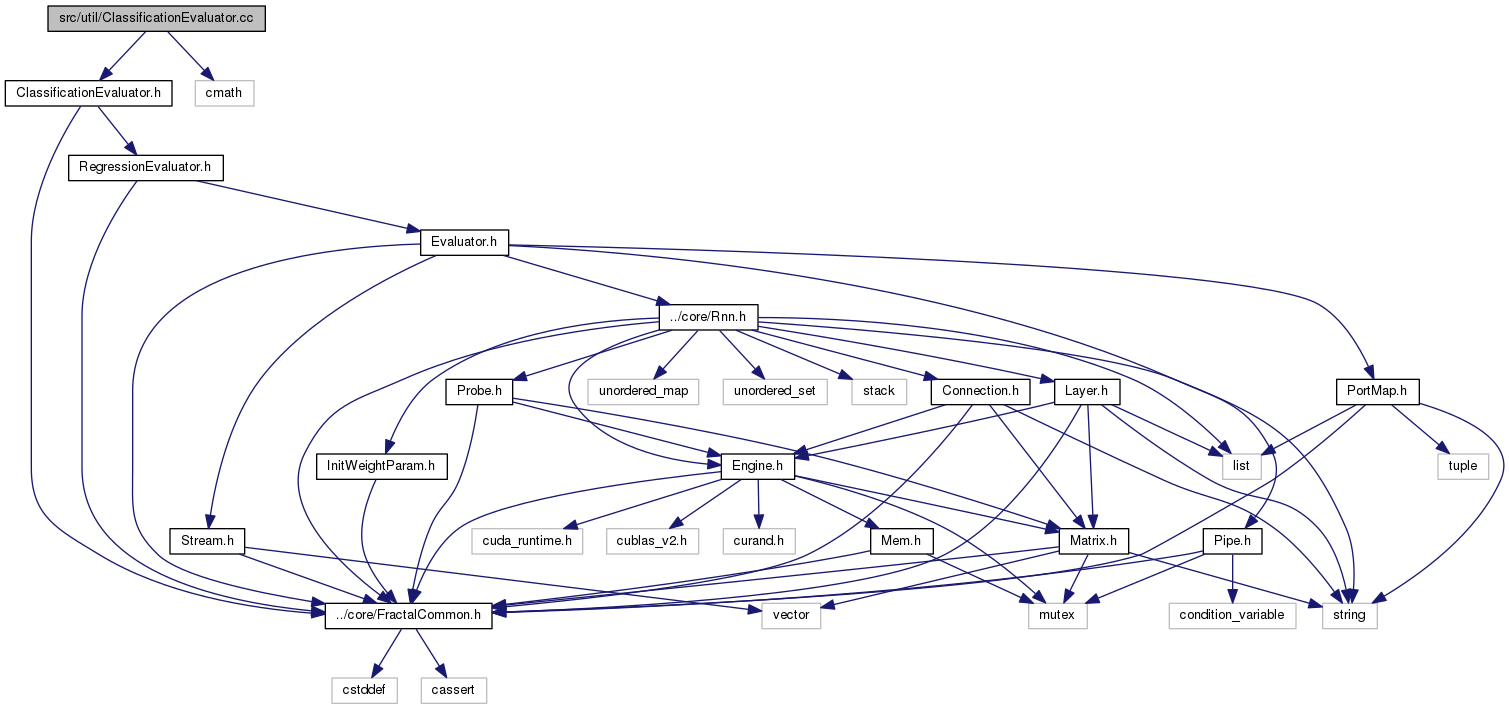 src/util/ClassificationEvaluator.cc
ClassificationEvaluator.h
cmath
RegressionEvaluator.h
Evaluator.h
../core/Rnn.h
Probe.h
unordered_map
unordered_set
stack
Connection.h
Layer.h
PortMap.h
InitWeightParam.h
Engine.h
list
tuple
Stream.h
cuda_runtime.h
cublas_v2.h
curand.h
Mem.h
Matrix.h
Pipe.h
../core/FractalCommon.h
vector
mutex
condition_variable
string
cstddef
cassert